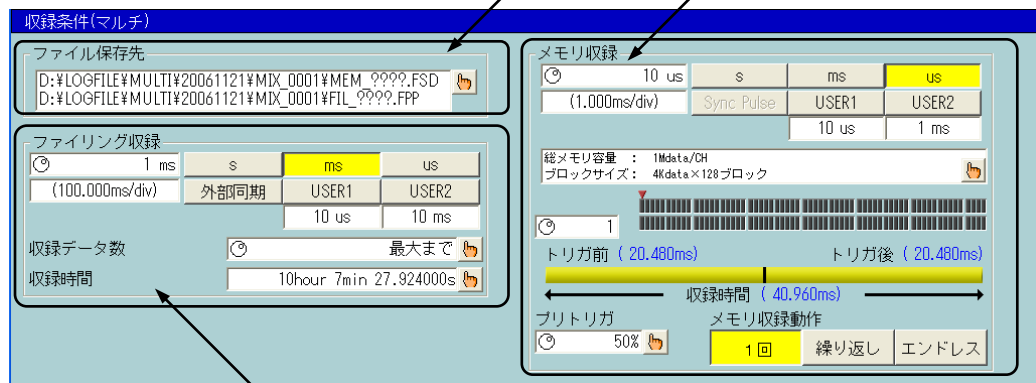 収録条件(マルチ)
ファイル保存先
D:¥LOGFILE¥MULTI¥20061121¥MIX_0001¥MEM_????.FSD
D:¥LOGFILE¥MULTI¥20061121¥MIX_0001¥FIL_????.FPP
ファイリング収録
1 ms s ms us
(100.000ms/div) 外部同期 USER1 USER2
10 us 10 ms
収録データ数 最大まで
収録時間 10hour 7min 27.924000s
メモリ収録
10 us s ms us
(1.000ms/div) Sync Pulse USER1 USER2
10 us 1 ms
総メモリ容量 : 1Mdata/CH
ブロックサイズ: 4Kdata×128ブロック
1
トリガ前 ( 20.480ms) トリガ後 ( 20.480ms)
収録時間 ( 40.960ms)
プリトリガ メモリ収録動作
50% 1回 繰り返し エンドレス